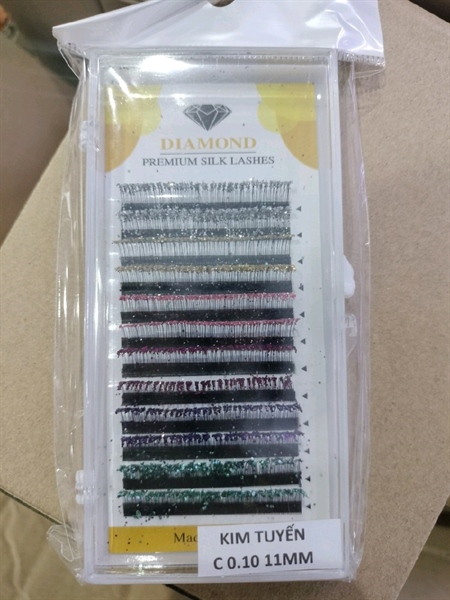 DIAMOND
PREMIUM SILK LASHES
KIM TUYẾN
C 0.10 11MM